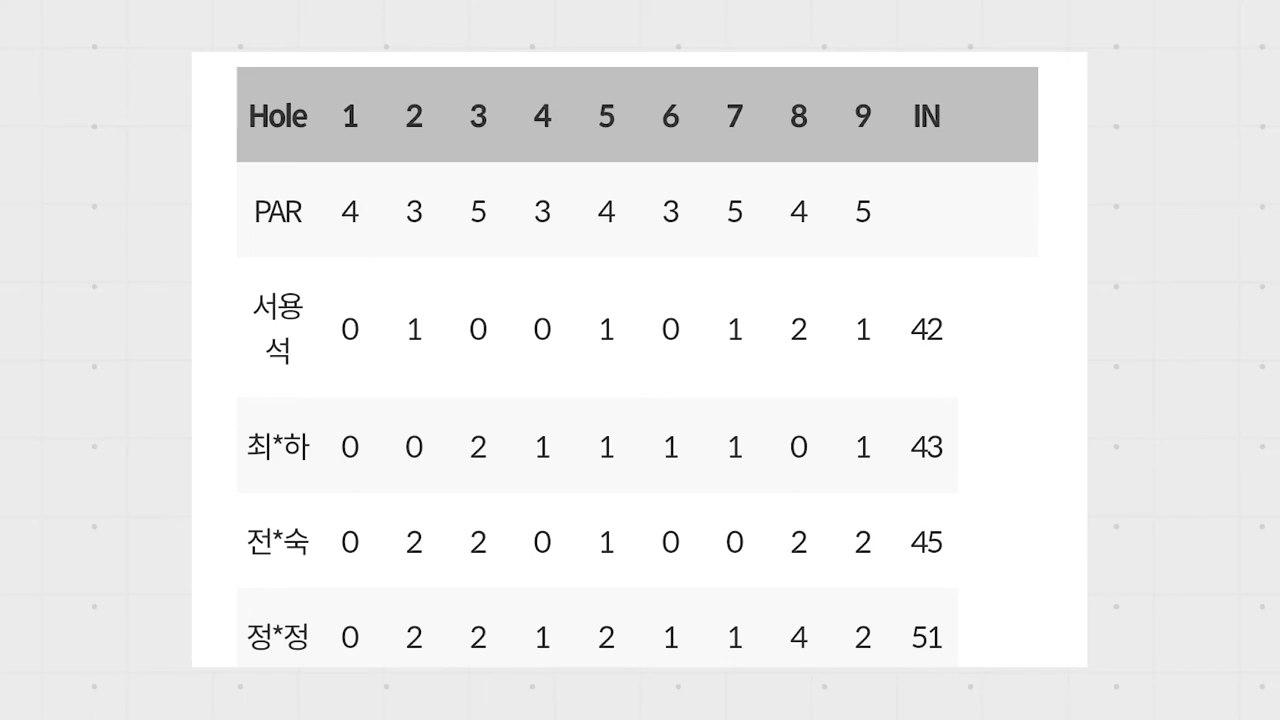 Hole 1 2 3 4 5 6 7 8 9 IN
PAR 4 3 5 3 4 3 5 4 5
서용
석 0 1 0 0 1 0 1 2 1 42
최*하 0 0 2 1 1 1 1 0 1 43
전*숙 0 2 2 0 1 0 0 2 2 45
정*정 0 2 2 1 2 1 1 4 2 51